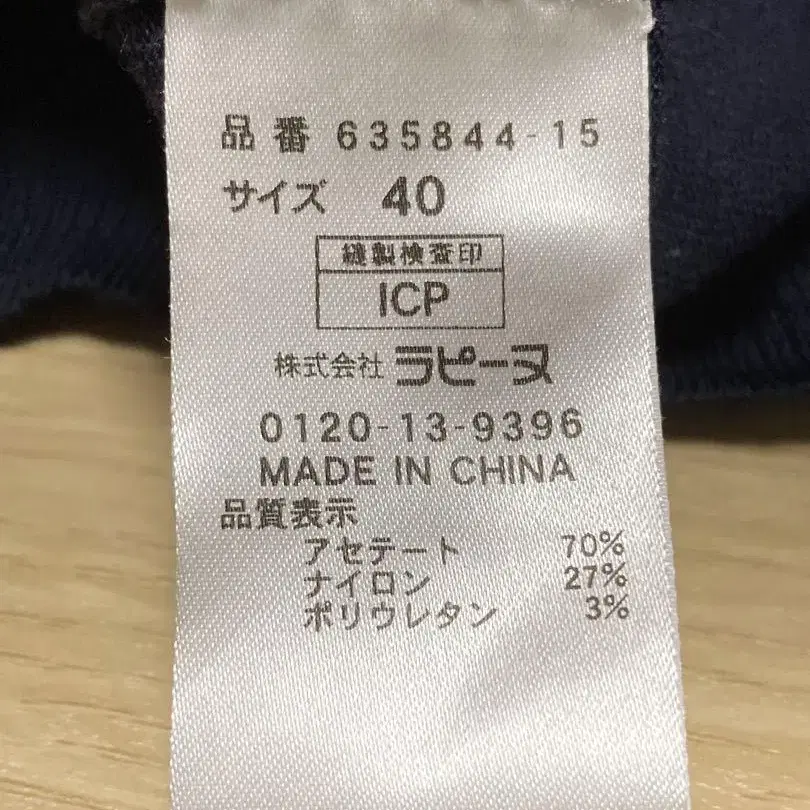 品番 635844-15
サイズ 40
縫製検査印
ICP
株式会社 ラピーヌ
0120-13-9396
MADE IN CHINA
品質表示
アセテート 70%
ナイロン 27%
ポリウレタン 3%